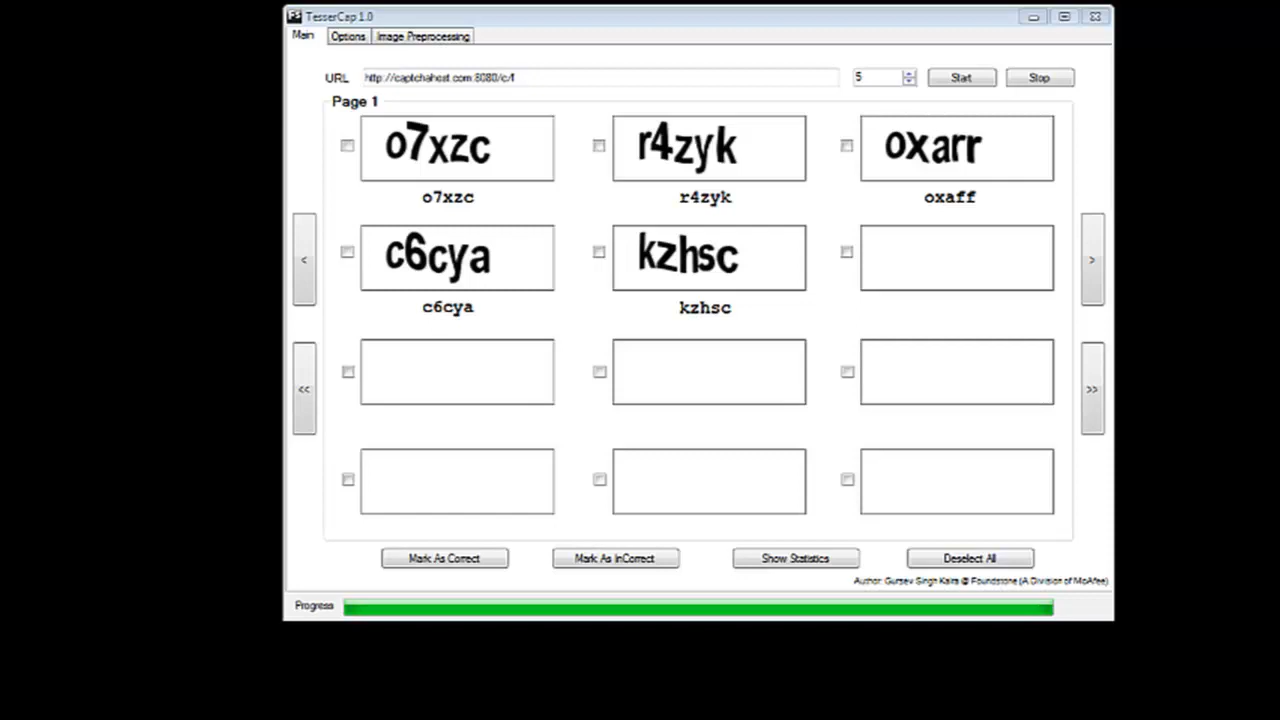 TesserCap 1.0
Main Options Image Preprocessing
URL http://captchahost.com:8080/c/f 5 Start Stop
Page 1
o7xzc r4zyk oxarr
o7xzc r4zyk oxaff
c6cya kzhsc
c6cya kzhsc
< >
<< >>
Mark As Correct Mark As InCorrect Show Statistics Deselect All
Author: Gursev Singh Kalra @ Foundstone (A Division of McAfee)
Progress